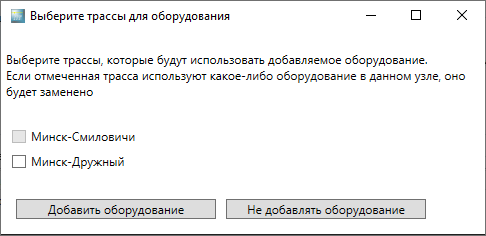 Выберите трассы для оборудования
Выберите трассы, которые будут использовать добавляемое оборудование.
Если отмеченная трасса используют какое-либо оборудование в данном узле, оно
будет заменено
Минск-Смиловичи
Минск-Дружный
Добавить оборудование
Не добавлять оборудование